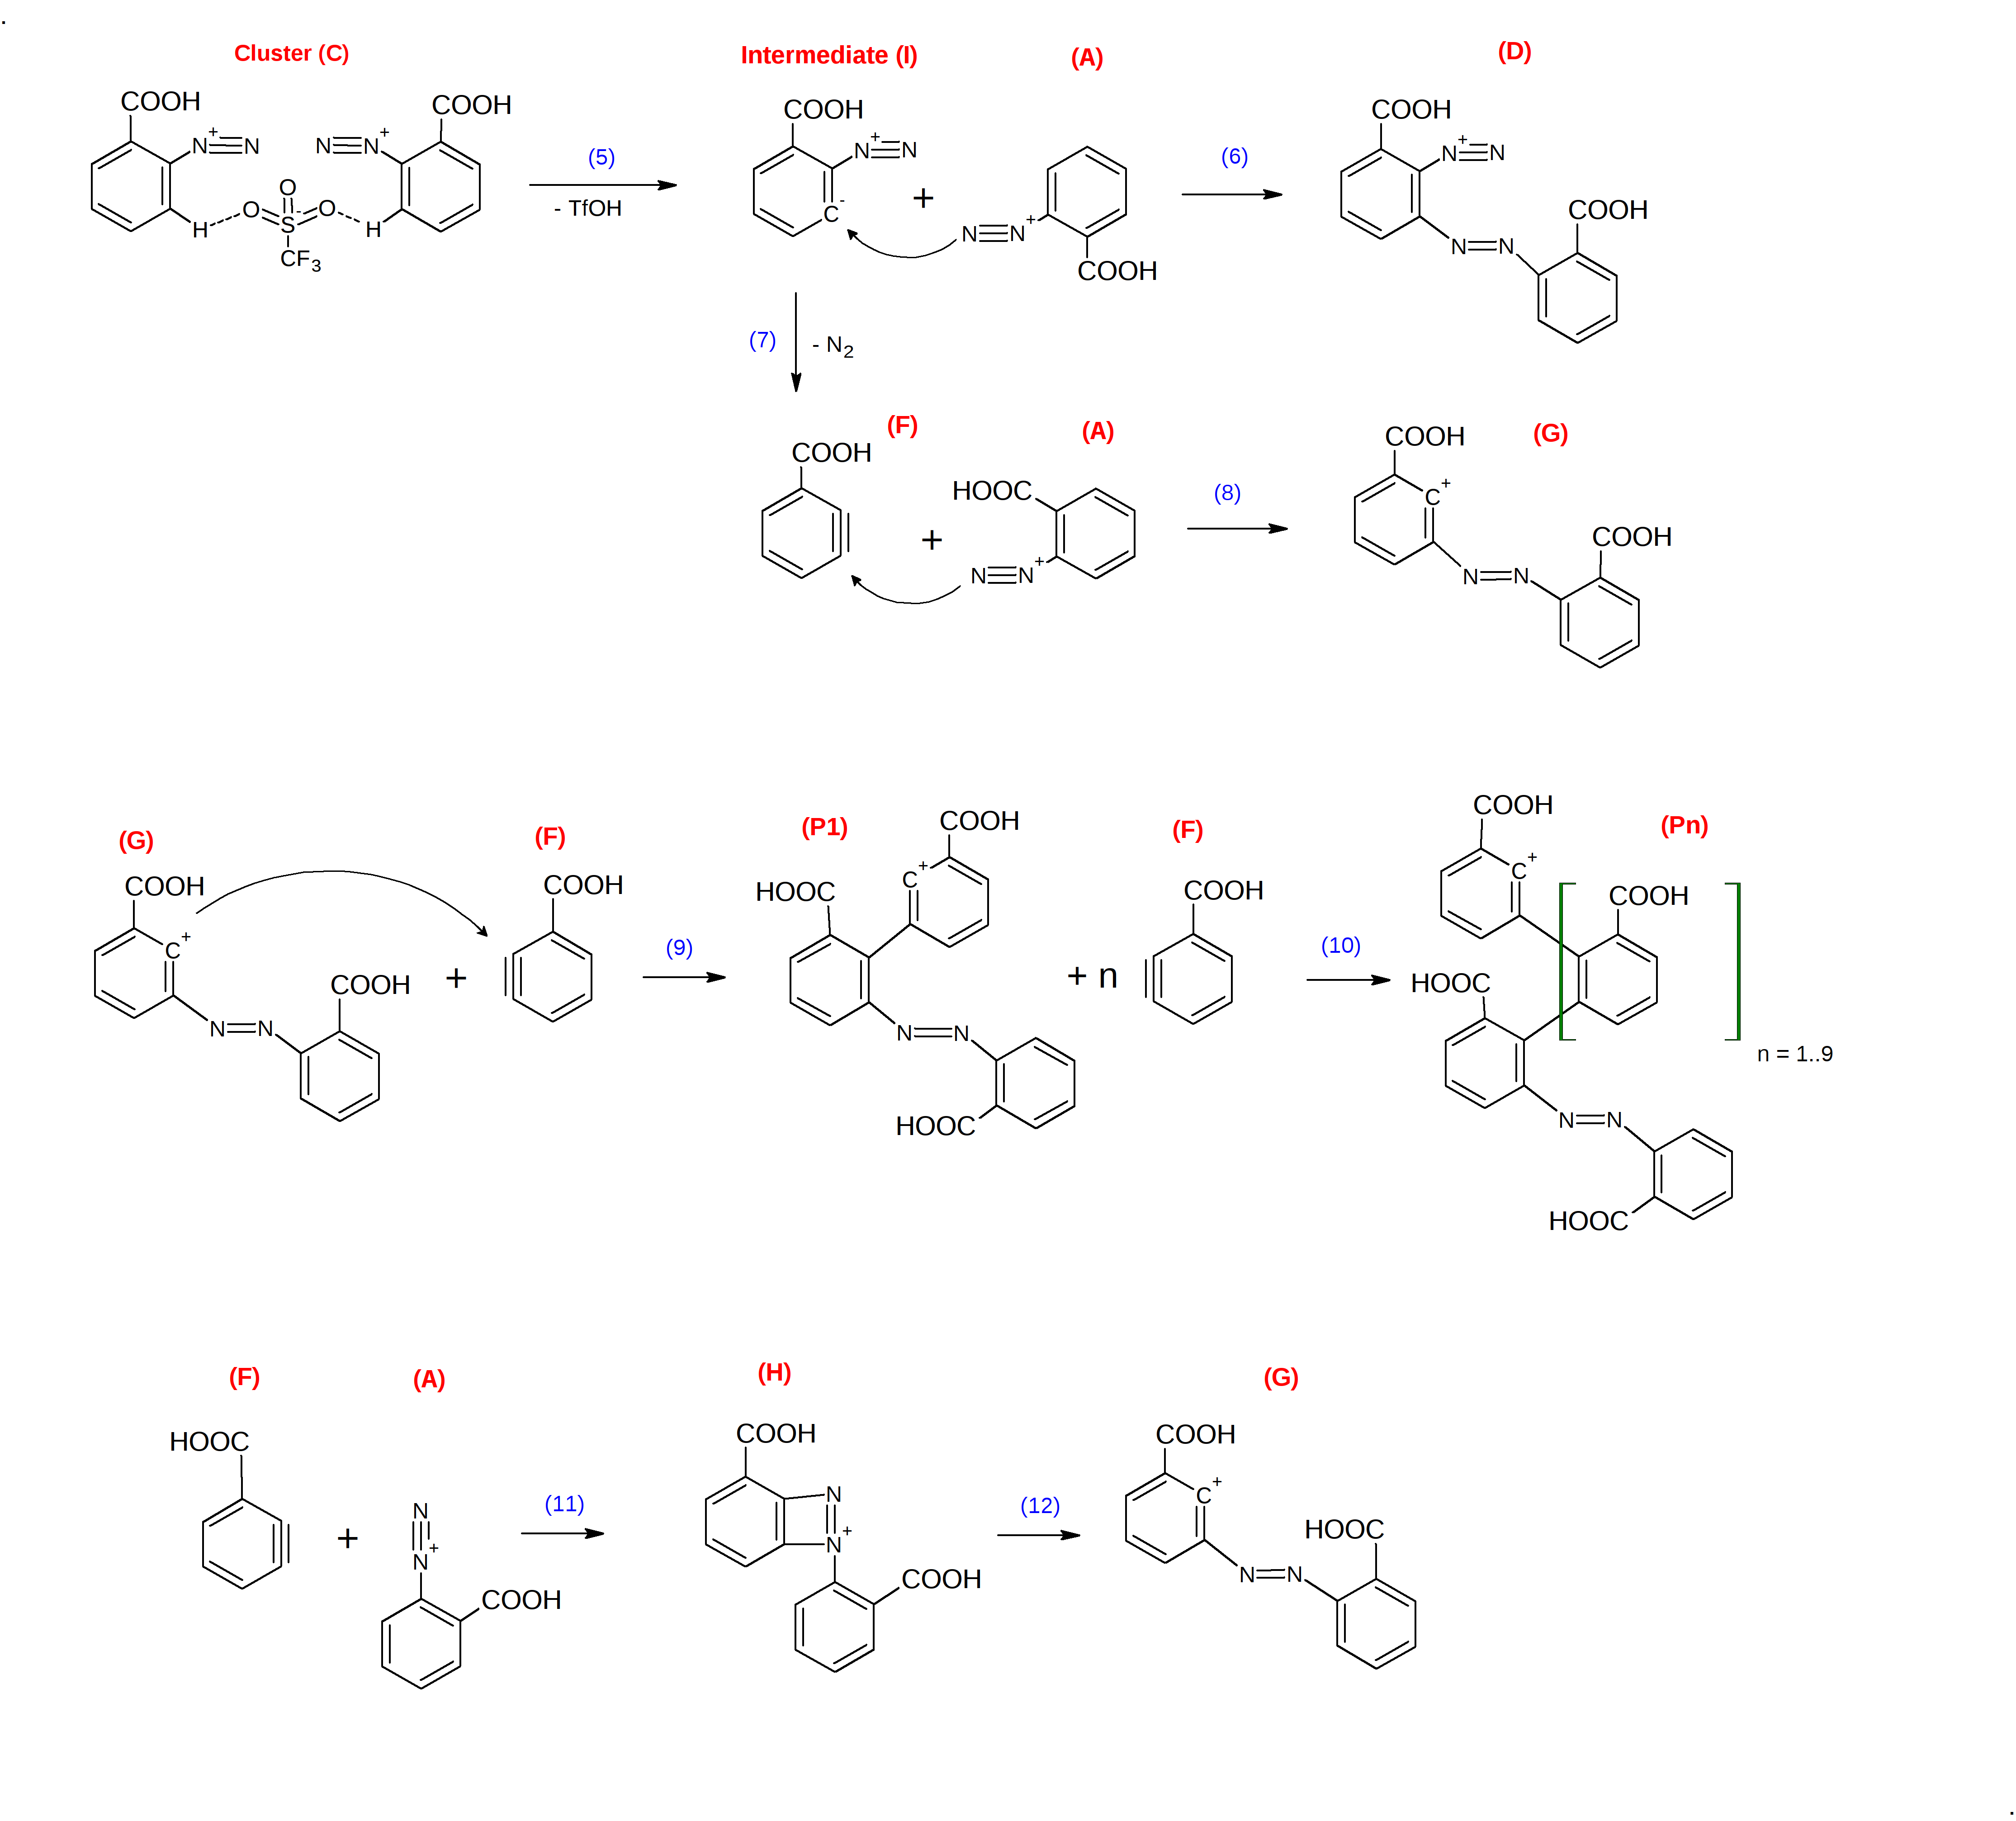 Cluster (C)
Intermediate (I)
(A)
(D)
COOH
N+≡N
N≡N+
COOH
O
O
S
O
H
H
CF3
(5)
- TfOH
COOH
N+≡N
C-
+
N≡N+
COOH
(6)
COOH
N+≡N
N=N
COOH
(7)
- N2
(F)
(A)
(G)
COOH
+
HOOC
N≡N+
(8)
COOH
C+
N=N
COOH
(G)
(F)
(P1)
(F)
(Pn)
COOH
C+
N=N
COOH
+
COOH
(9)
COOH
C+
HOOC
N=N
HOOC
+ n
COOH
(10)
COOH
C+
COOH
HOOC
n = 1..9
N=N
HOOC
(F)
(A)
(H)
(G)
HOOC
+
N
N+
COOH
(11)
COOH
N
N+
COOH
(12)
COOH
C+
N=N
HOOC